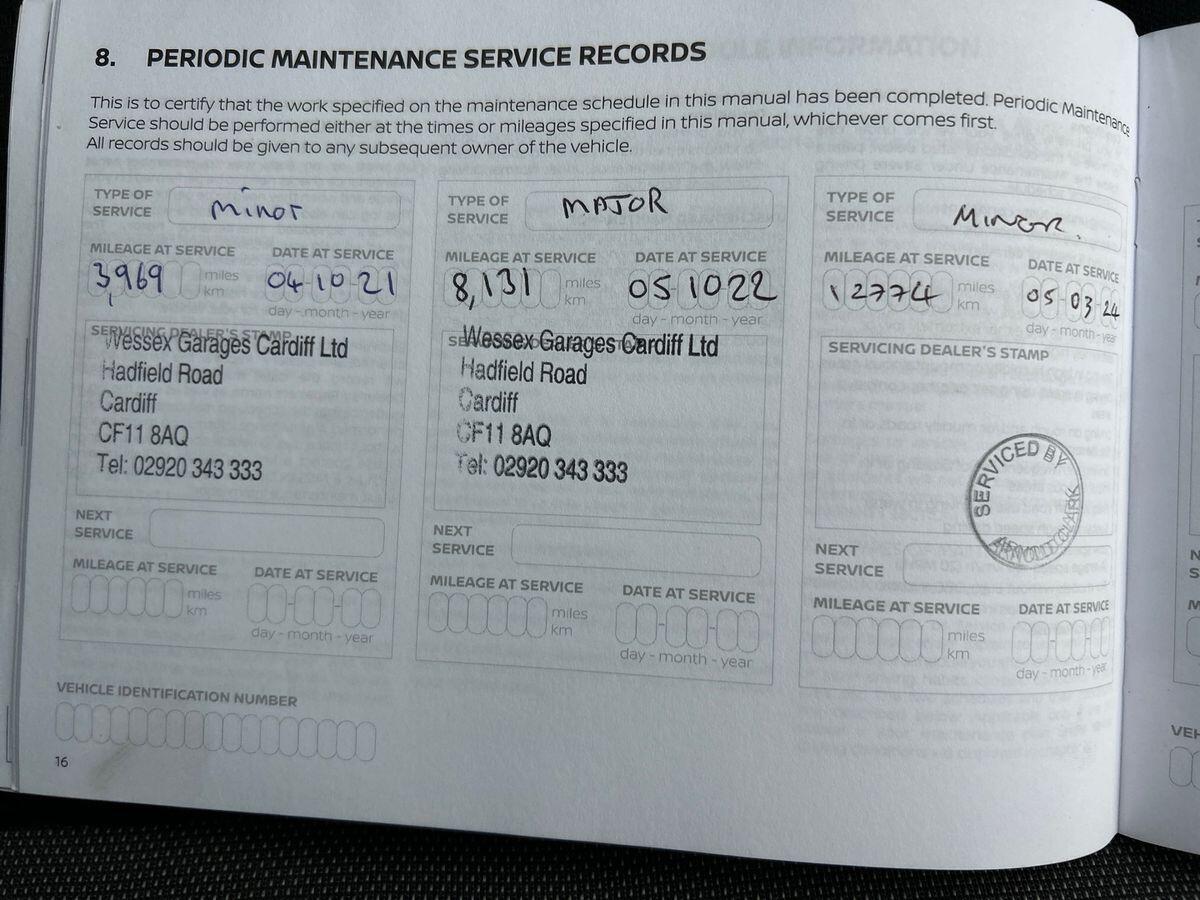 8. PERIODIC MAINTENANCE SERVICE RECORDS
This is to certify that the work specified on the maintenance schedule in this manual has been completed. Periodic Maintenance
Service should be performed either at the times or mileages specified in this manual, whichever comes first.
All records should be given to any subsequent owner of the vehicle.
TYPE OF
SERVICE
Minor
MILEAGE AT SERVICE
DATE AT SERVICE
3,969
miles
km
04-10-21
day - month - year
SERVICING DEALER'S STAMP
Wessex Garages Cardiff Ltd
Hadfield Road
Cardiff
CF11 8AQ
Tel: 02920 343 333
NEXT
SERVICE
MILEAGE AT SERVICE
DATE AT SERVICE
miles
km
day - month - year
TYPE OF
SERVICE
MAJOR
MILEAGE AT SERVICE
DATE AT SERVICE
8,131
miles
km
05 10 22
day - month - year
Wessex Garages Cardiff Ltd
Hadfield Road
Cardiff
CF11 8AQ
Tel: 02920 343 333
NEXT
SERVICE
MILEAGE AT SERVICE
DATE AT SERVICE
miles
km
day - month - year
TYPE OF
SERVICE
MINOR.
MILEAGE AT SERVICE
DATE AT SERVICE
12774
miles
km
05-03-24
day - month - year
SERVICING DEALER'S STAMP
SERVICED BY
ARNOLD CLARK
NEXT
SERVICE
MILEAGE AT SERVICE
DATE AT SERVICE
miles
km
day - month - year
VEHICLE IDENTIFICATION NUMBER
16
VEH